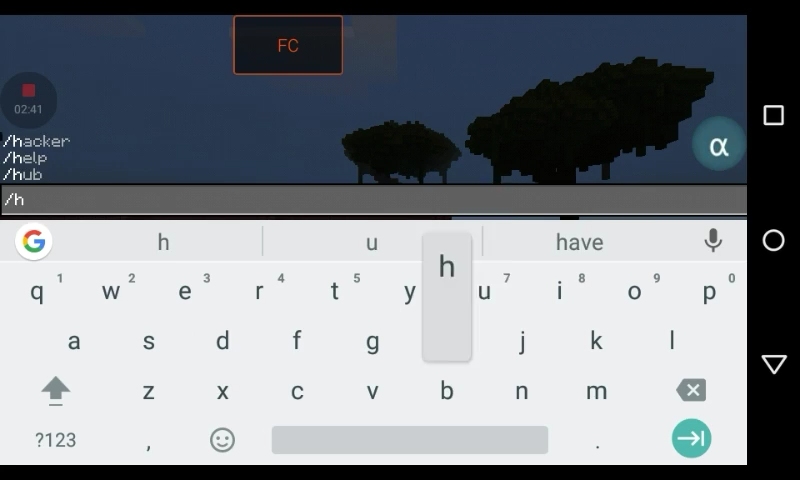 FC
02:41
/hacker
/help
/hub
α
/h
G h u have
h
q 1 w 2 e 3 r 4 t 5 y u 7 i 8 o 9 p 0
a s d f g j k l
z x c v b n m
?123 , .